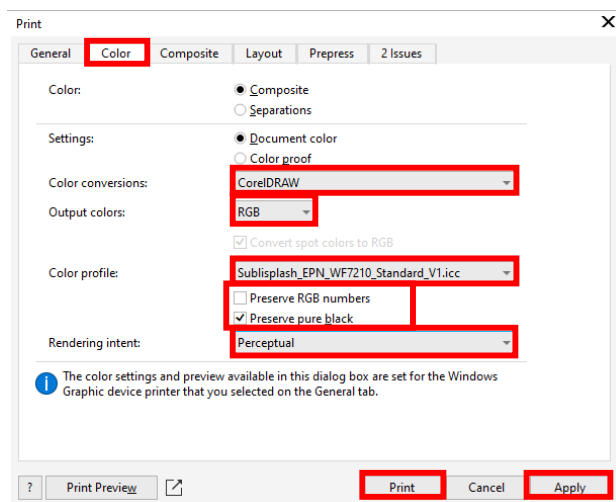 Print
General Color Composite Layout Prepress 2 Issues
Color: Composite
Separations
Settings: Document color
Color proof
Color conversions: CorelDRAW
Output colors: RGB
Convert spot colors to RGB
Color profile: Sublisplash_EPN_WF7210_Standard_V1.icc
Preserve RGB numbers
Preserve pure black
Rendering intent: Perceptual
The color settings and preview available in this dialog box are set for the Windows
Graphic device printer that you selected on the General tab.
? Print Preview Print Cancel Apply